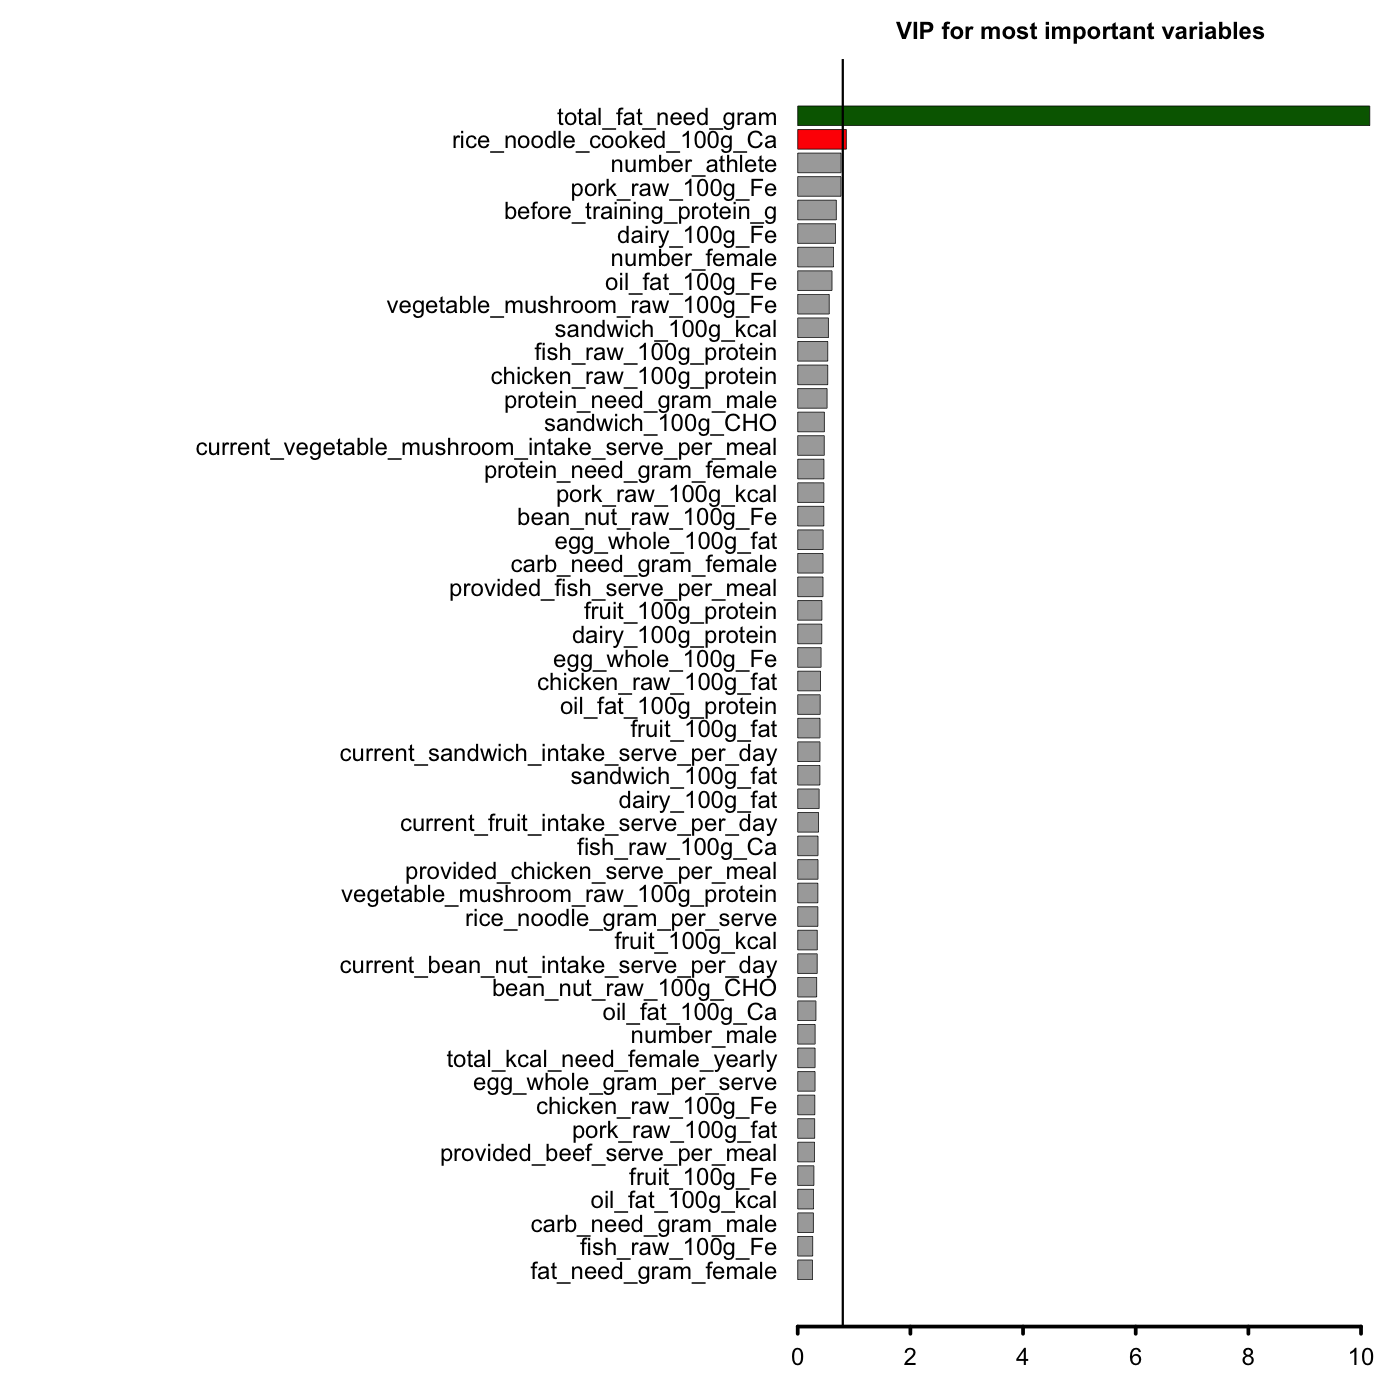 VIP for most important variables
total_fat_need_gram
rice_noodle_cooked_100g_Ca
number_athlete
pork_raw_100g_Fe
before_training_protein_g
dairy_100g_Fe
number_female
oil_fat_100g_Fe
vegetable_mushroom_raw_100g_Fe
sandwich_100g_kcal
fish_raw_100g_protein
chicken_raw_100g_protein
protein_need_gram_male
sandwich_100g_CHO
current_vegetable_mushroom_intake_serve_per_meal
protein_need_gram_female
pork_raw_100g_kcal
bean_nut_raw_100g_Fe
egg_whole_100g_fat
carb_need_gram_female
provided_fish_serve_per_meal
fruit_100g_protein
dairy_100g_protein
egg_whole_100g_Fe
chicken_raw_100g_fat
oil_fat_100g_protein
fruit_100g_fat
current_sandwich_intake_serve_per_day
sandwich_100g_fat
dairy_100g_fat
current_fruit_intake_serve_per_day
fish_raw_100g_Ca
provided_chicken_serve_per_meal
vegetable_mushroom_raw_100g_protein
rice_noodle_gram_per_serve
fruit_100g_kcal
current_bean_nut_intake_serve_per_day
bean_nut_raw_100g_CHO
oil_fat_100g_Ca
number_male
total_kcal_need_female_yearly
egg_whole_gram_per_serve
chicken_raw_100g_Fe
pork_raw_100g_fat
provided_beef_serve_per_meal
fruit_100g_Fe
oil_fat_100g_kcal
carb_need_gram_male
fish_raw_100g_Fe
fat_need_gram_female
0 2 4 6 8 10